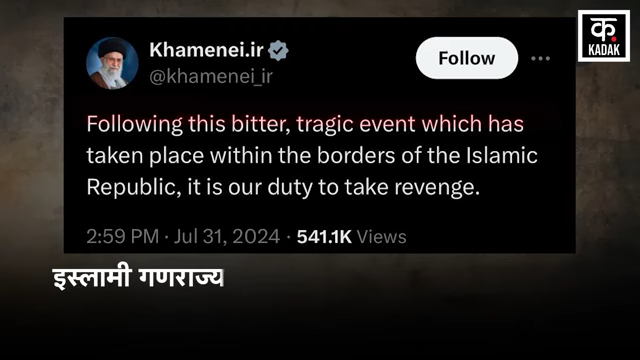 क.
KADAK
Khamenei.ir
@khamenei_ir
Follow
Following this bitter, tragic event which has
taken place within the borders of the Islamic
Republic, it is our duty to take revenge.
2:59 PM · Jul 31, 2024 · 541.1K Views
इस्लामी गणराज्य